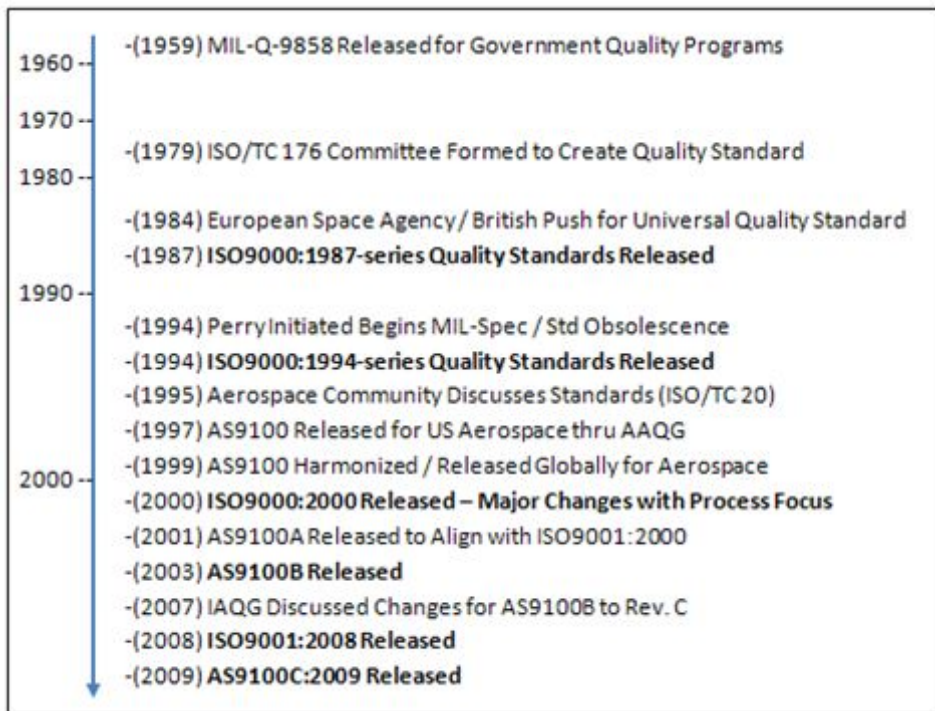 -(1959) MIL-Q-9858 Released for Government Quality Programs
1960 --
1970 --
-(1979) ISO/TC 176 Committee Formed to Create Quality Standard
1980 --
-(1984) European Space Agency / British Push for Universal Quality Standard
-(1987) ISO9000:1987-series Quality Standards Released
1990 --
-(1994) Perry Initiated Begins MIL-Spec / Std Obsolescence
-(1994) ISO9000:1994-series Quality Standards Released
-(1995) Aerospace Community Discusses Standards (ISO/TC 20)
-(1997) AS9100 Released for US Aerospace thru AAQG
-(1999) AS9100 Harmonized / Released Globally for Aerospace
2000 --
-(2000) ISO9000:2000 Released – Major Changes with Process Focus
-(2001) AS9100A Released to Align with ISO9001:2000
-(2003) AS9100B Released
-(2007) IAQG Discussed Changes for AS9100B to Rev. C
-(2008) ISO9001:2008 Released
-(2009) AS9100C:2009 Released